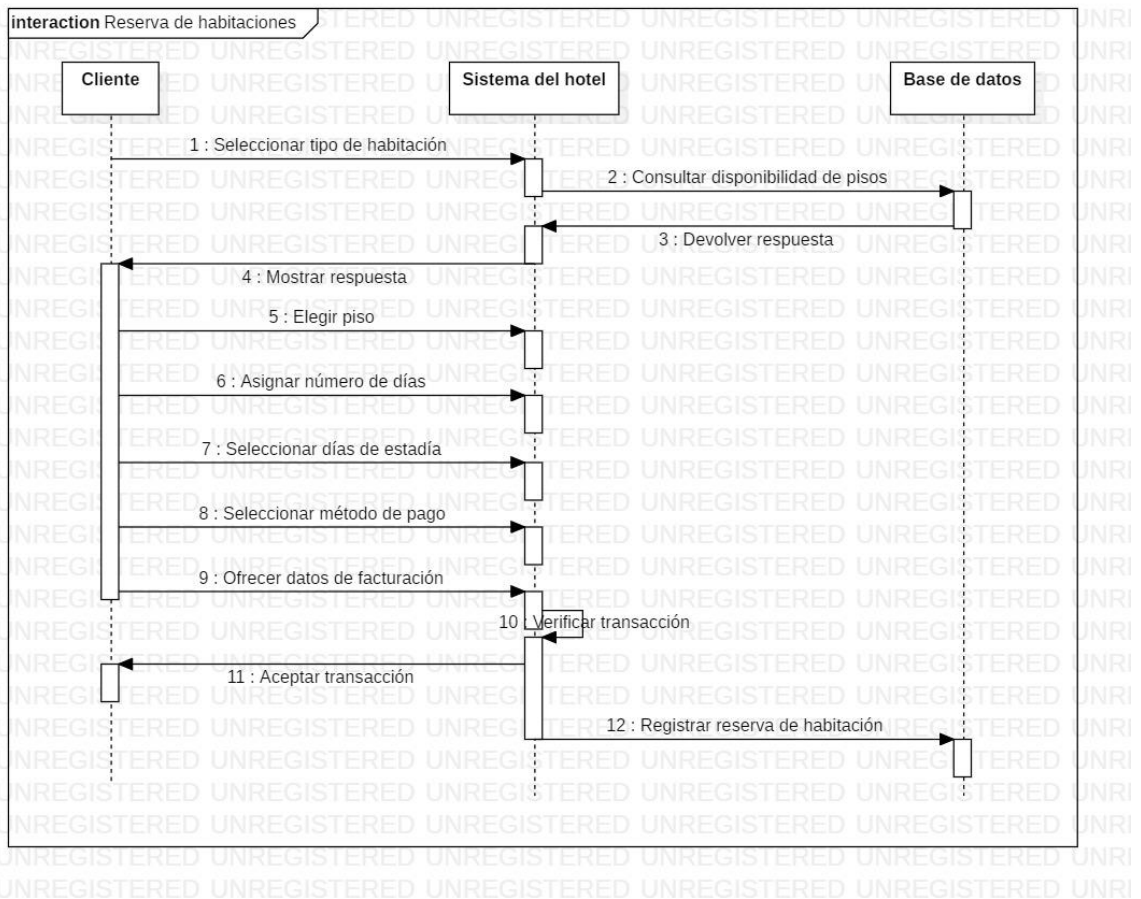 interaction Reserva de habitaciones
Cliente
Sistema del hotel
Base de datos
1 : Seleccionar tipo de habitación
2 : Consultar disponibilidad de pisos
3 : Devolver respuesta
4 : Mostrar respuesta
5 : Elegir piso
6 : Asignar número de días
7 : Seleccionar días de estadía
8 : Seleccionar método de pago
9 : Ofrecer datos de facturación
10 : Verificar transacción
11 : Aceptar transacción
12 : Registrar reserva de habitación
UNREGISTERED